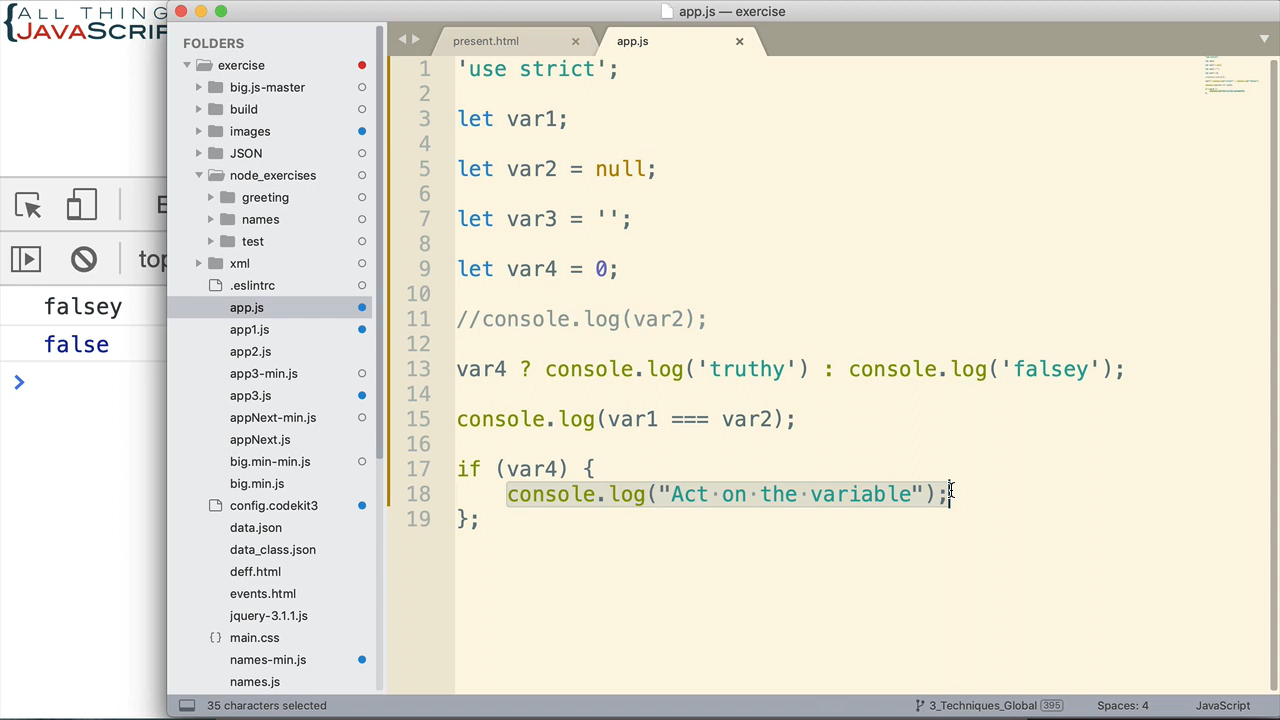 {ALL THING
JAVASCRIP
app.js — exercise
FOLDERS
exercise
big.js-master
build
images
JSON
node_exercises
greeting
names
test
xml
.eslintrc
app.js
app1.js
app2.js
app3-min.js
app3.js
appNext-min.js
appNext.js
big.min-min.js
big.min.js
config.codekit3
data.json
data_class.json
deff.html
events.html
jquery-3.1.1.js
{} main.css
names-min.js
names.js
present.html ×
app.js ×
1 'use strict';
2
3 let var1;
4
5 let var2 = null;
6
7 let var3 = '';
8
9 let var4 = 0;
10
11 //console.log(var2);
12
13 var4 ? console.log('truthy') : console.log('falsey');
14
15 console.log(var1 === var2);
16
17 if (var4) {
18 console.log("Act·on·the·variable");
19 };
E
top
falsey
false
>
35 characters selected
3_Techniques_Global 395
Spaces: 4
JavaScript